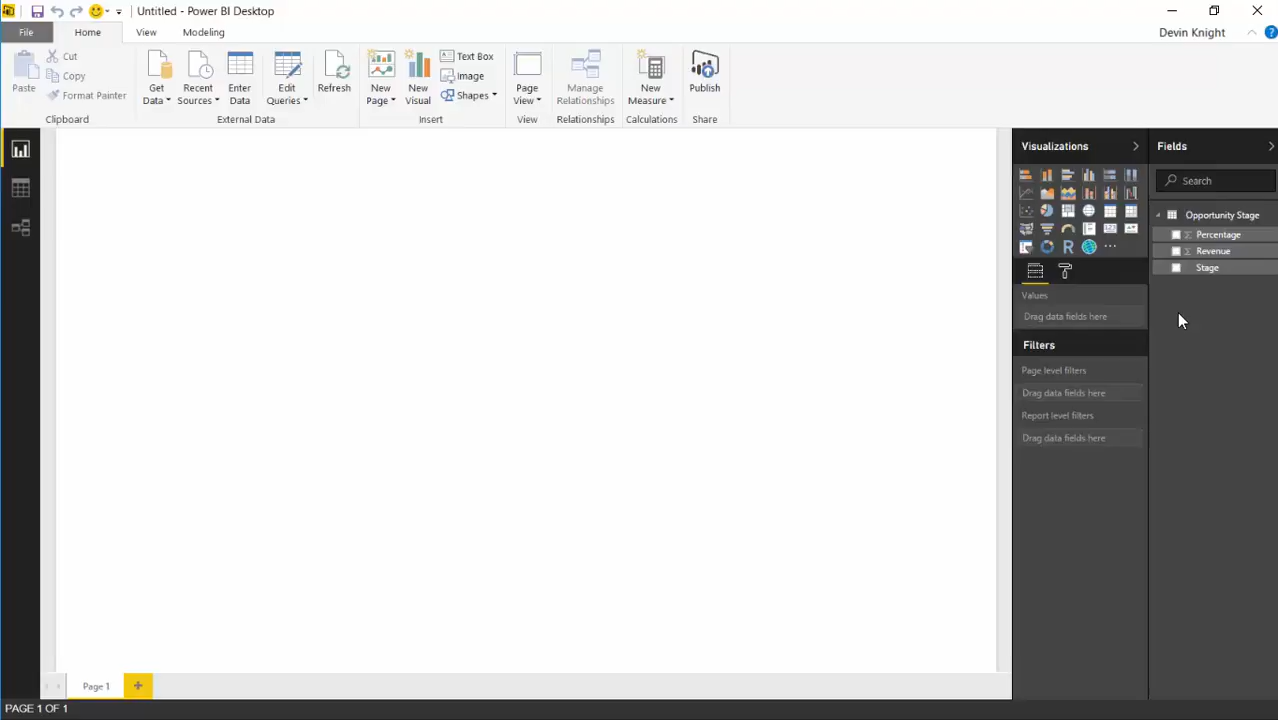 Untitled - Power BI Desktop
File
Home
View
Modeling
Devin Knight
Paste
Cut
Copy
Format Painter
Get Data
Recent Sources
Enter Data
Edit Queries
Refresh
New Page
New Visual
Text Box
Image
Shapes
Page View
Manage Relationships
New Measure
Publish
Clipboard
External Data
Insert
View
Relationships
Calculations
Share
Visualizations
R
Values
Drag data fields here
Filters
Page level filters
Drag data fields here
Report level filters
Drag data fields here
Fields
Search
Opportunity Stage
Percentage
Revenue
Stage
Page 1
PAGE 1 OF 1